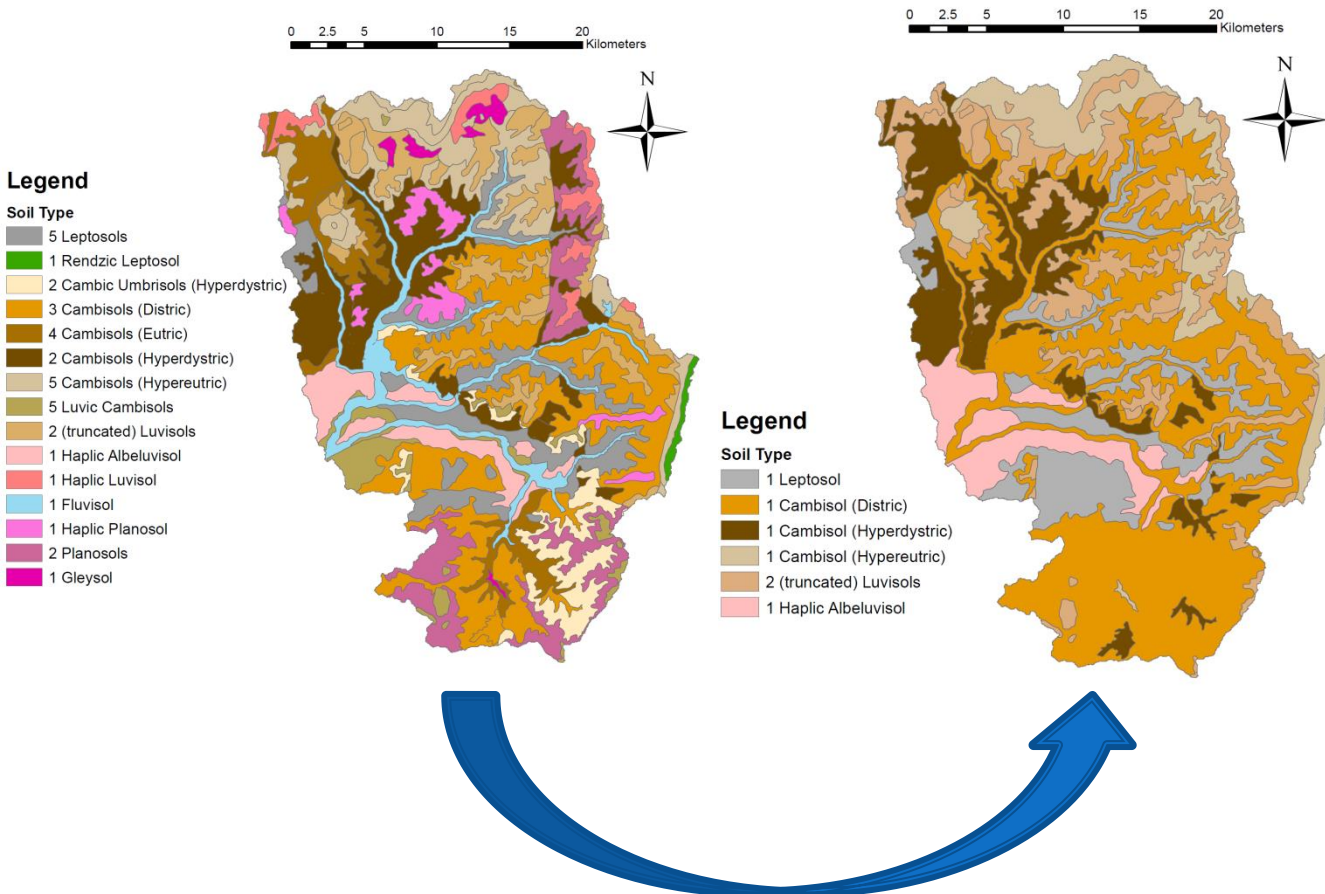 0 2.5 5 10 15 20
Kilometers
N
Legend
Soil Type
5 Leptosols
1 Rendzic Leptosol
2 Cambic Umbrisols (Hyperdystric)
3 Cambisols (Distric)
4 Cambisols (Eutric)
2 Cambisols (Hyperdystric)
5 Cambisols (Hypereutric)
5 Luvic Cambisols
2 (truncated) Luvisols
1 Haplic Albeluvisol
1 Haplic Luvisol
1 Fluvisol
1 Haplic Planosol
2 Planosols
1 Gleysol
0 2.5 5 10 15 20
Kilometers
N
Legend
Soil Type
1 Leptosol
1 Cambisol (Distric)
1 Cambisol (Hyperdystric)
1 Cambisol (Hypereutric)
2 (truncated) Luvisols
1 Haplic Albeluvisol